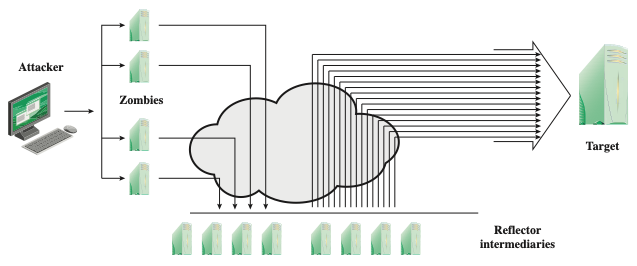 Attacker
Zombies
Target
Reflector
intermediaries